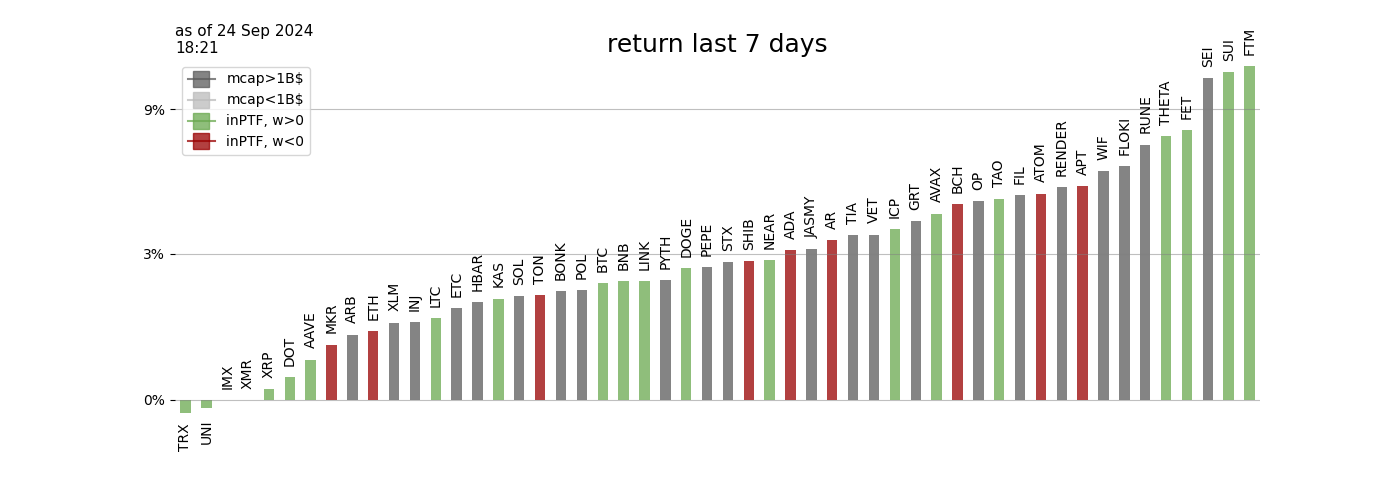 as of 24 Sep 2024
18:21
return last 7 days
mcap>1B$
mcap<1B$
inPTF, w>0
inPTF, w<0
9%
3%
0%
TRX
UNI
IMX
XMR
XRP
DOT
AAVE
MKR
ARB
ETH
XLM
INJ
LTC
ETC
HBAR
KAS
SOL
TON
BONK
POL
BTC
BNB
LINK
PYTH
DOGE
PEPE
STX
SHIB
NEAR
ADA
JASMY
AR
TIA
VET
ICP
GRT
AVAX
BCH
OP
TAO
FIL
ATOM
RENDER
APT
WIF
FLOKI
RUNE
THETA
FET
SEI
SUI
FTM